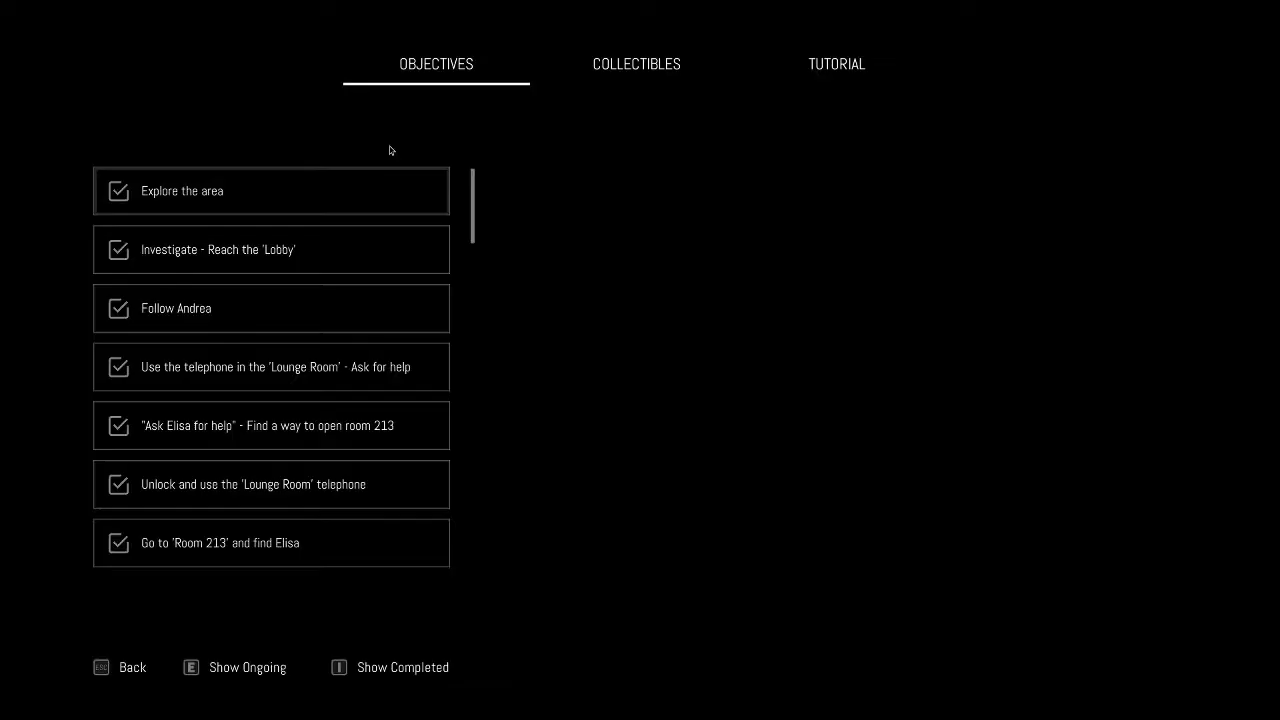 OBJECTIVES COLLECTIBLES TUTORIAL
Explore the area
Investigate - Reach the 'Lobby'
Follow Andrea
Use the telephone in the 'Lounge Room' - Ask for help
"Ask Elisa for help" - Find a way to open room 213
Unlock and use the 'Lounge Room' telephone
Go to 'Room 213' and find Elisa
ESC Back E Show Ongoing I Show Completed